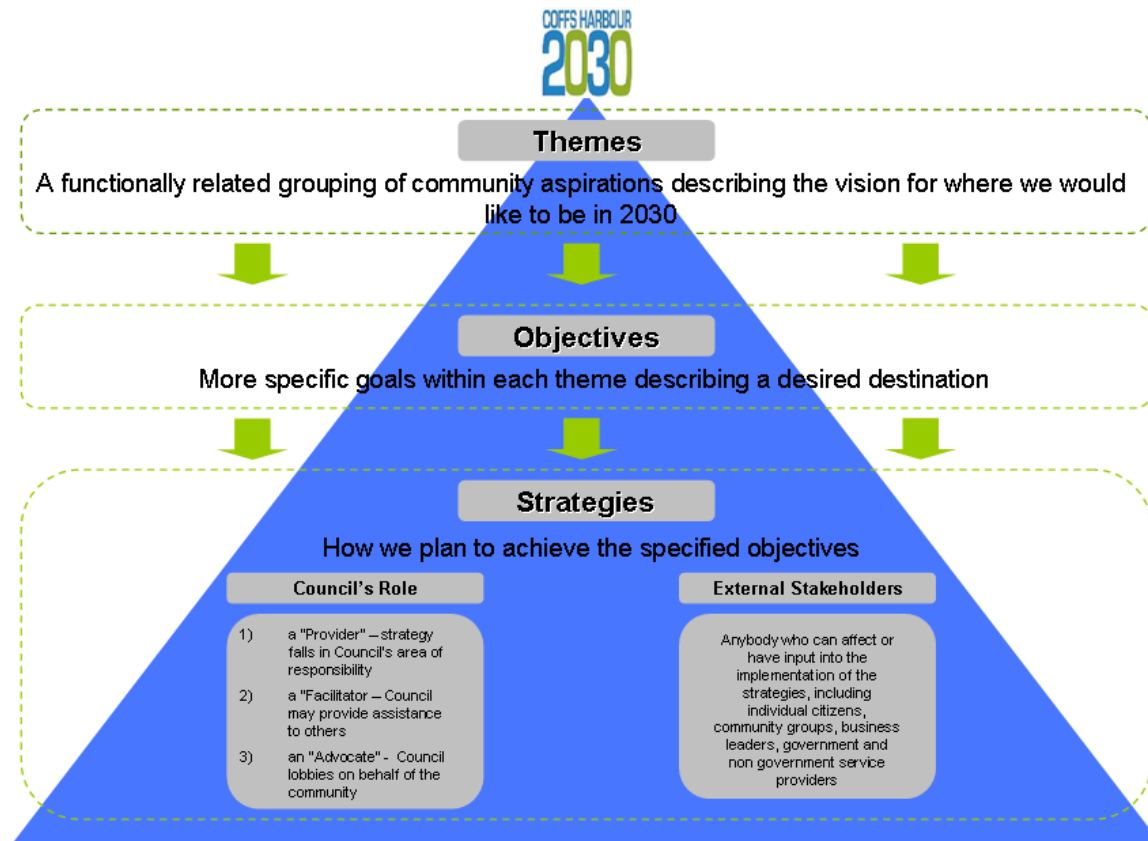 COFFS HARBOUR
2030
Themes
A functionally related grouping of community aspirations describing the vision for where we would
like to be in 2030
Objectives
More specific goals within each theme describing a desired destination
Strategies
How we plan to achieve the specified objectives
Council's Role
1) a "Provider" – strategy
falls in Council's area of
responsibility
2) a "Facilitator – Council
may provide assistance
to others
3) an "Advocate" - Council
lobbies on behalf of the
community
External Stakeholders
Anybody who can affect or
have input into the
implementation of the
strategies, including
individual citizens,
community groups, business
leaders, government and
non government service
providers